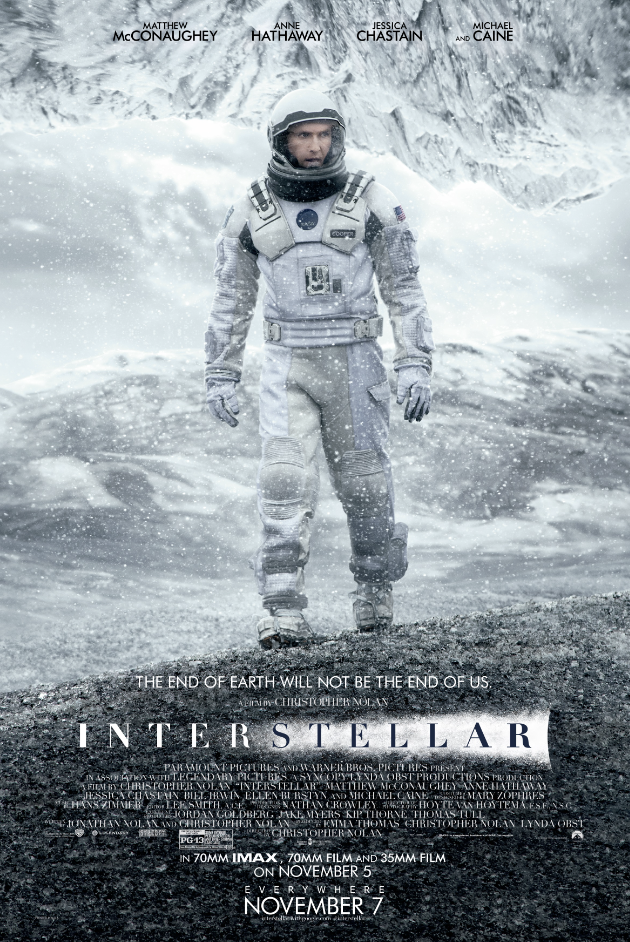 MATTHEW ANNE JESSICA MICHAEL
McCONAUGHEY HATHAWAY CHASTAIN AND CAINE
COOPER
THE END OF EARTH WILL NOT BE THE END OF US
A FILM BY CHRISTOPHER NOLAN
INTERSTELLAR
PARAMOUNT PICTURES AND WARNER BROS. PICTURES PRESENT
IN ASSOCIATION WITH LEGENDARY PICTURES A SYNCOPY/LYNDA OBST PRODUCTIONS PRODUCTION
A FILM BY CHRISTOPHER NOLAN "INTERSTELLAR" MATTHEW McCONAUGHEY ANNE HATHAWAY
JESSICA CHASTAIN BILL IRWIN ELLEN BURSTYN AND MICHAEL CAINE MARY ZOPHRES
HANS ZIMMER LEE SMITH, A.C.E. NATHAN CROWLEY HOYTE VAN HOYTEMA
JORDAN GOLDBERG JAKE MYERS KIP THORNE THOMAS TULL
JONATHAN NOLAN AND CHRISTOPHER NOLAN EMMA THOMAS CHRISTOPHER NOLAN LYNDA OBST
PG-13 CHRISTOPHER NOLAN
IN 70MM IMAX, 70MM FILM AND 35MM FILM
ON NOVEMBER 5
EVERYWHERE
NOVEMBER 7